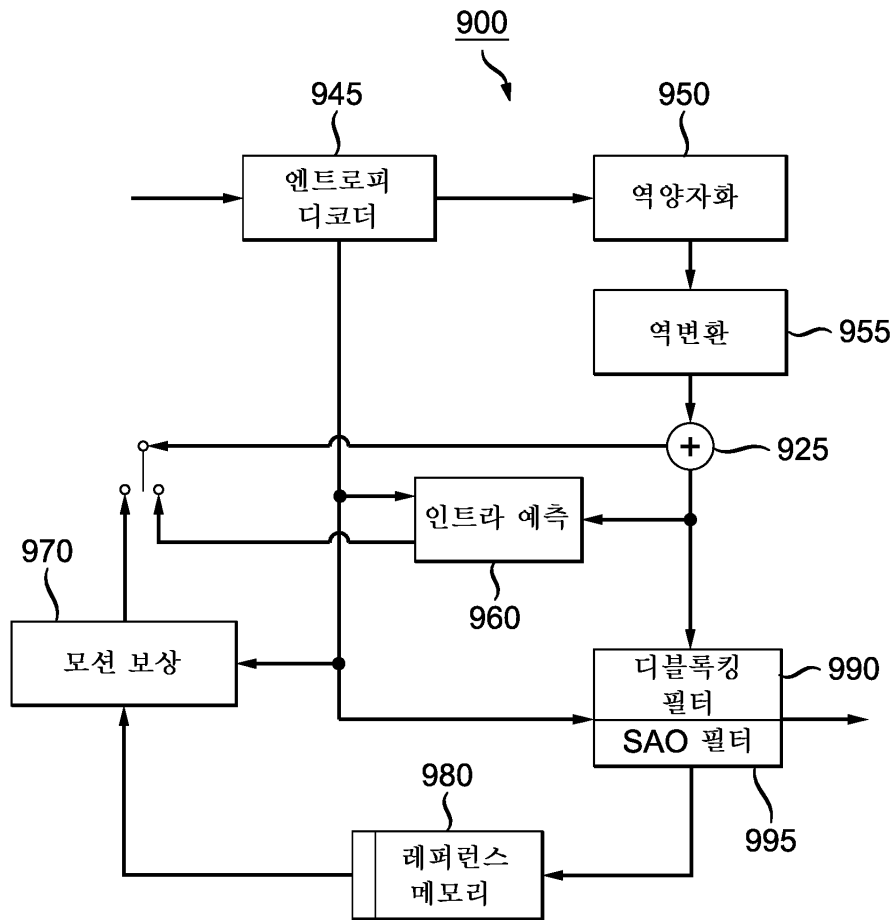 900
945
950
엔트로피
디코더
역양자화
역변환
955
+
925
인트라 예측
960
970
모션 보상
디블록킹
필터
990
SAO 필터
995
980
레퍼런스
메모리